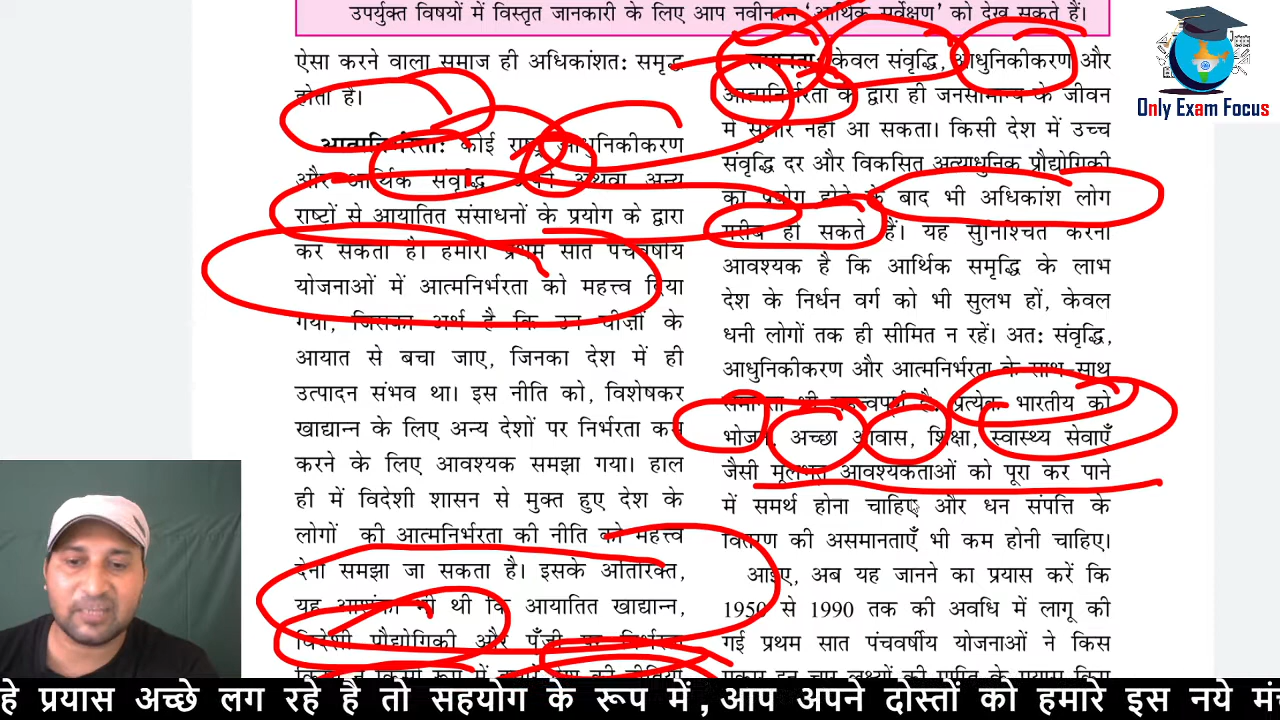 उपर्युक्त विषयों में विस्तृत जानकारी के लिए आप नवीनतम 'आर्थिक सर्वेक्षण' को देख सकते हैं।
Only Exam Focus
ऐसा करने वाला समाज ही अधिकांशत: समृद्ध
होता है।
आत्मनिर्भरता: कोई राष्ट्र आधुनिकीकरण
और आर्थिक संवृद्धि अपने अथवा अन्य
राष्टों से आयातित संसाधनों के प्रयोग के द्वारा
कर सकता है। हमारी प्रथम सात पंचवर्षीय
योजनाओं में आत्मनिर्भरता को महत्त्व दिया
गया, जिसका अर्थ है कि उन चीज़ों के
आयात से बचा जाए, जिनका देश में ही
उत्पादन संभव था। इस नीति को, विशेषकर
खाद्यान्न के लिए अन्य देशों पर निर्भरता कम
करने के लिए आवश्यक समझा गया। हाल
ही में विदेशी शासन से मुक्त हुए देश के
लोगों की आत्मनिर्भरता की नीति को महत्त्व
देना समझा जा सकता है। इसके अतिरिक्त,
यह आशंका भी थी कि आयातित खाद्यान्न,
विदेशी प्रौद्योगिकी और पूँजी पर निर्भरता
किसी न किसी रूप में हमारे देश की नीतियों
समानता: केवल संवृद्धि, आधुनिकीकरण और
आत्मनिर्भरता के द्वारा ही जनसामान्य के जीवन
में सुधार नहीं आ सकता। किसी देश में उच्च
संवृद्धि दर और विकसित अत्याधुनिक प्रौद्योगिकी
का प्रयोग होने के बाद भी अधिकांश लोग
गरीब हो सकते हैं। यह सुनिश्चित करना
आवश्यक है कि आर्थिक समृद्धि के लाभ
देश के निर्धन वर्ग को भी सुलभ हों, केवल
धनी लोगों तक ही सीमित न रहें। अत: संवृद्धि,
आधुनिकीकरण और आत्मनिर्भरता के साथ-साथ
समानता भी महत्त्वपूर्ण है: प्रत्येक भारतीय को
भोजन, अच्छा आवास, शिक्षा, स्वास्थ्य सेवाएँ
जैसी मूलभूत आवश्यकताओं को पूरा कर पाने
में समर्थ होना चाहिए और धन संपत्ति के
वितरण की असमानताएँ भी कम होनी चाहिए।
आइए, अब यह जानने का प्रयास करें कि
1950 से 1990 तक की अवधि में लागू की
गई प्रथम सात पंचवर्षीय योजनाओं ने किस
हे प्रयास अच्छे लग रहे है तो सहयोग के रूप में, आप अपने दोस्तों को हमारे इस नये मं